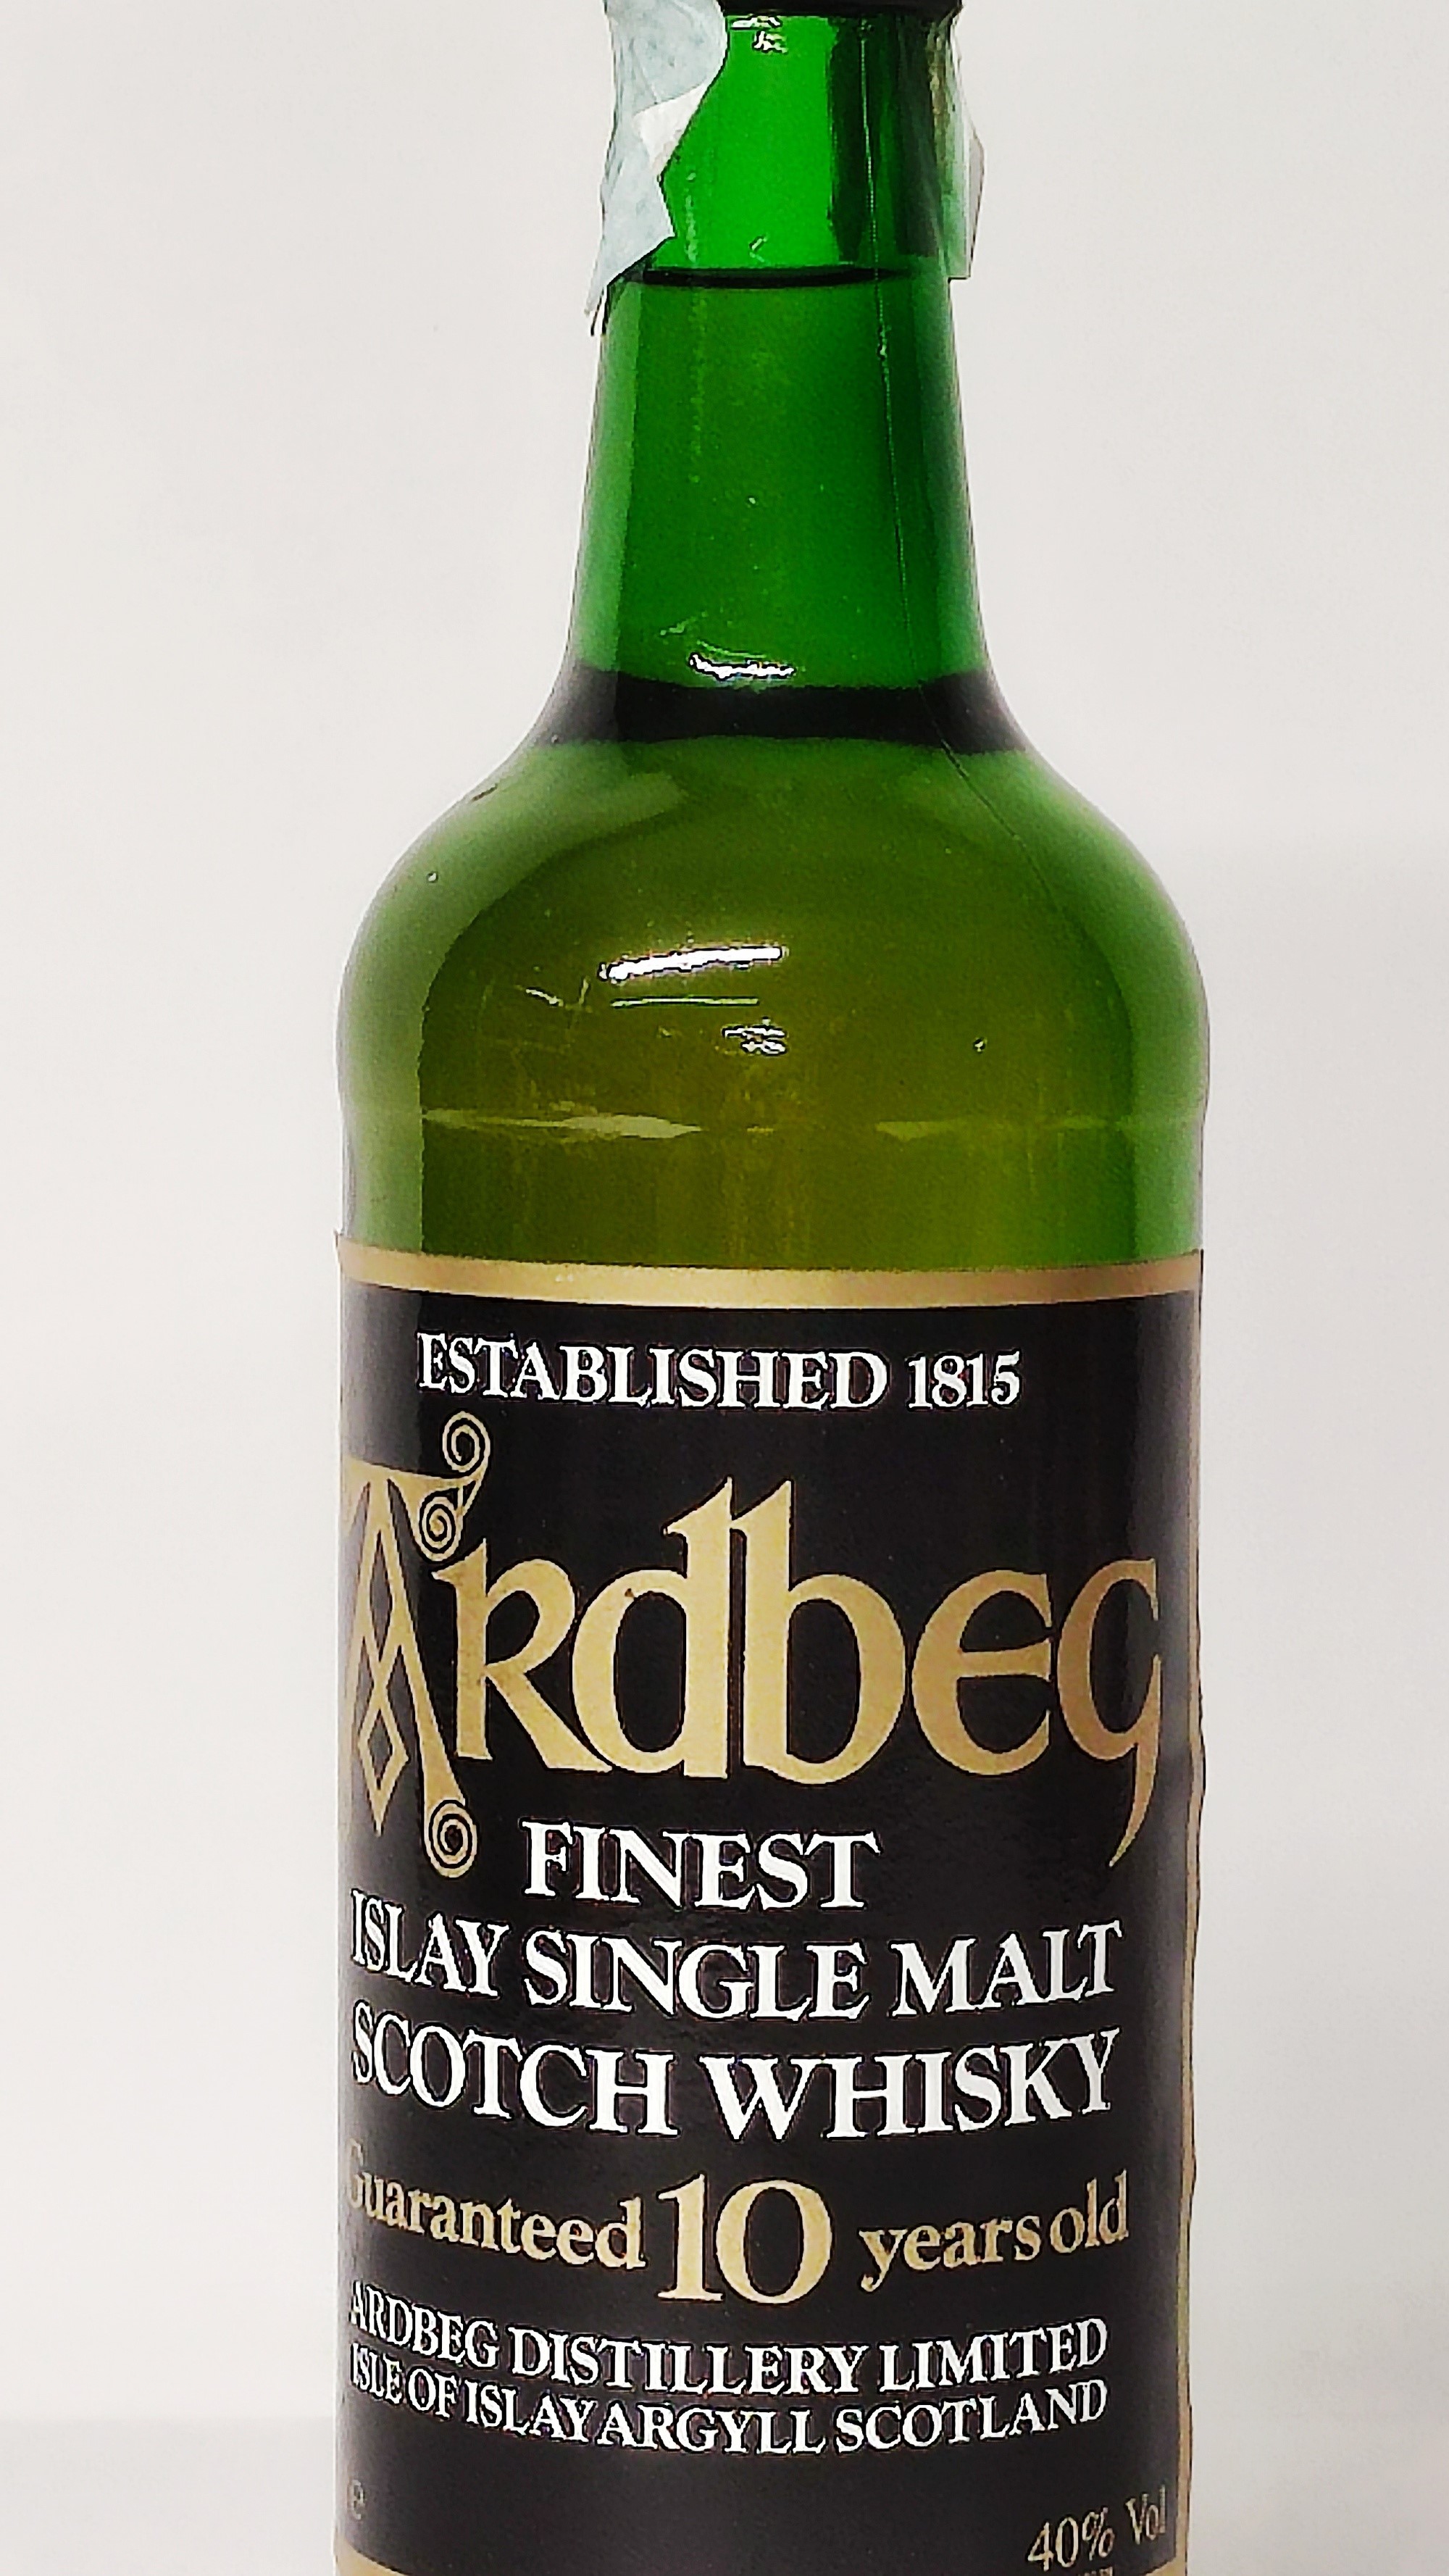 ESTABLISHED 1815
Ardbeg
FINEST
ISLAY SINGLE MALT
SCOTCH WHISKY
Guaranteed 10 years old
ARDBEG DISTILLERY LIMITED
ISLE OF ISLAY ARGYLL SCOTLAND
e
40% Vol